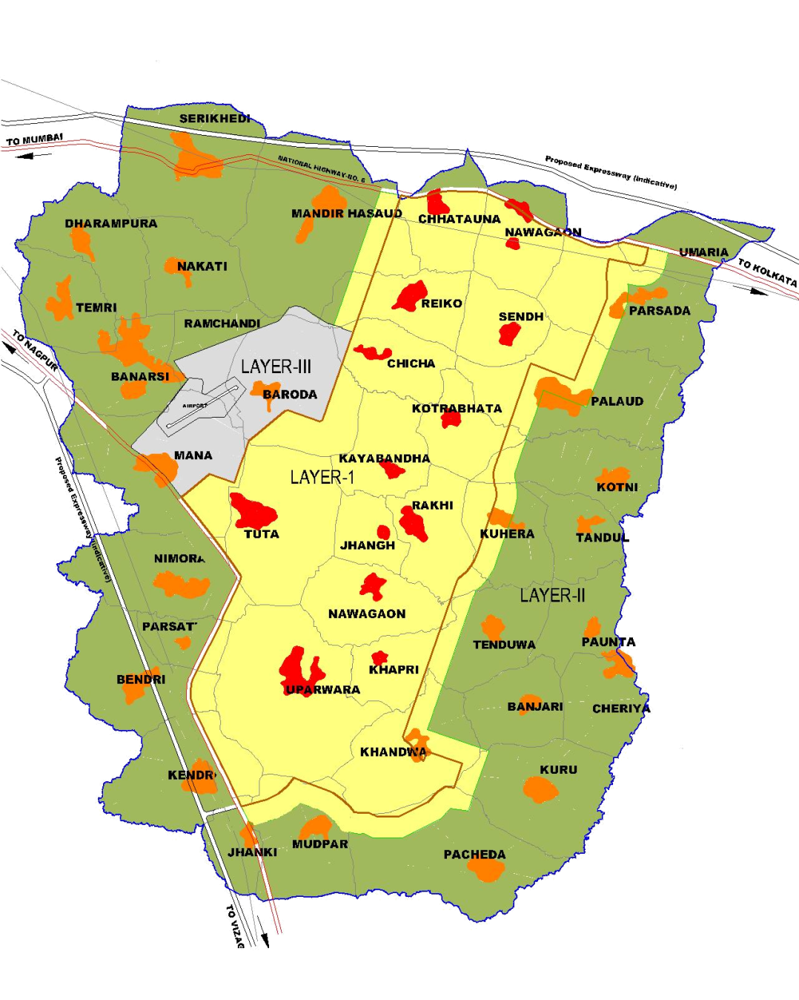 SERIKHEDI
TO MUMBAI
NATIONAL HIGHWAY-NO. 6
Proposed Expressway (indicative)
MANDIR HASAUD
CHHATAUNA
DHARAMPURA
NAWAGAON
UMARIA
TO KOLKATA
NAKATI
REIKO
TEMRI
PARSADA
SENDH
RAMCHANDI
TO NAGPUR
LAYER-III
CHICHA
BANARSI
BARODA
PALAUD
AIRPORT
KOTRABHATA
MANA
KAYABANDHA
LAYER-1
KOTNI
Proposed Expressway (indicative)
RAKHI
TUTA
KUHERA
TANDUL
JHANGH
NIMORA
LAYER-II
NAWAGAON
PARSAT
PAUNTA
TENDUWA
KHAPRI
BENDRI
UPARWARA
BANJARI
CHERIYA
KHANDWA
KURU
KENDR
MUDPAR
JHANKI
PACHEDA
TO VIZAG